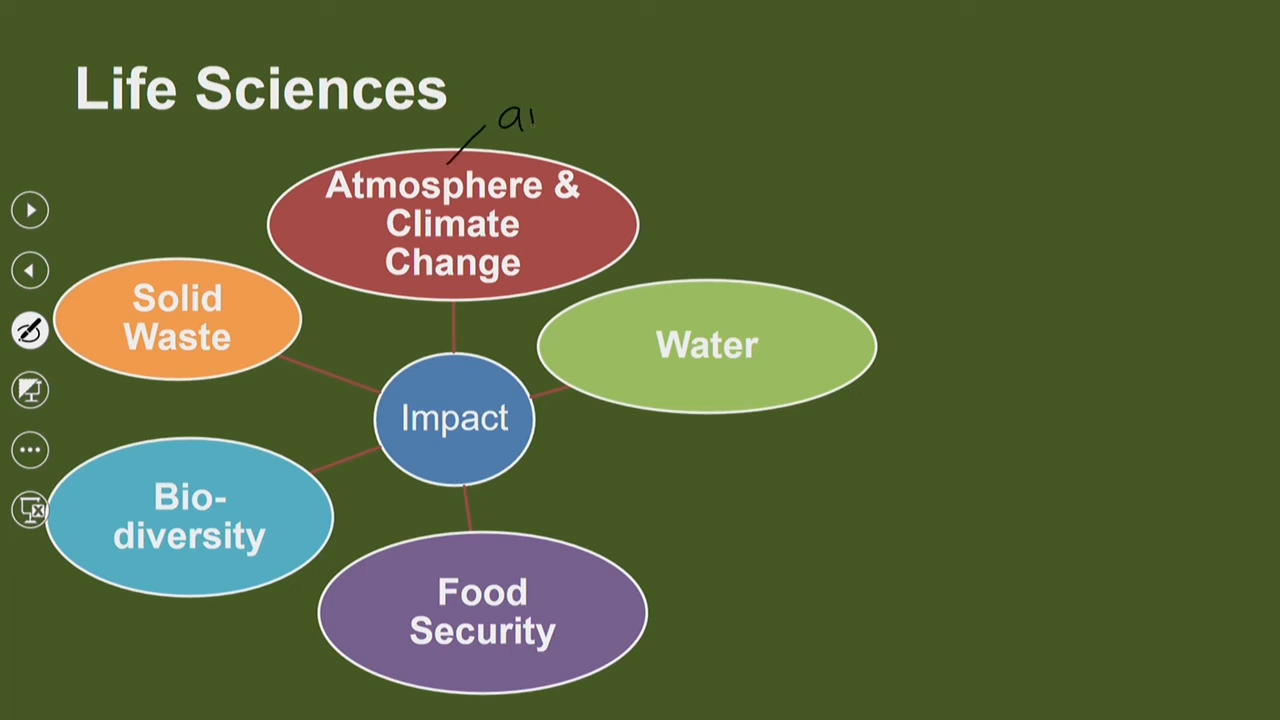 Life Sciences
Atmosphere &
Climate
Change
Solid
Waste
Water
Impact
Bio-
diversity
Food
Security